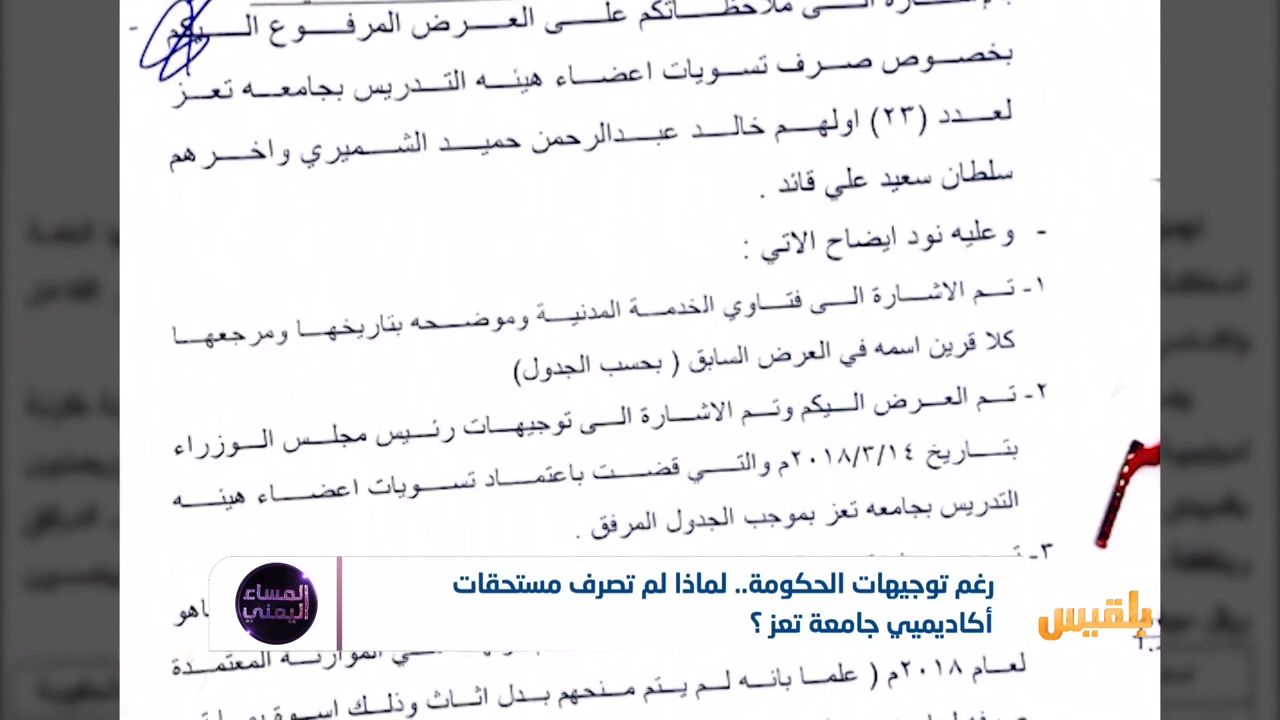 ملاحظاتكم على العرض المرفوع اليكم
بخصوص صرف تسويات اعضاء هيئه التدريس بجامعه تعز
لعدد (٢٣) اولهم خالد عبدالرحمن حميد الشميري واخرهم
سلطان سعيد علي قائد .
- وعليه نود ايضاح الاتي :
١- تم الاشارة الى فتاوي الخدمة المدنية وموضحه بتاريخها ومرجعها
كلا قرين اسمه في العرض السابق ( بحسب الجدول)
٢- تم العرض اليكم وتم الاشارة الى توجيهات رئيس مجلس الوزراء
بتاريخ ٢٠١٨/٣/١٤م والتي قضت باعتماد تسويات اعضاء هيئه
التدريس بجامعه تعز بموجب الجدول المرفق .
٣-
رغم توجيهات الحكومة.. لماذا لم تصرف مستحقات
أكاديميي جامعة تعز ؟
المساء
اليمني
بلقيس
الموازنه المعتمدة
لعام ٢٠١٨م ( علما بانه لم يتم منحهم بدل اثاث وذلك اسوة